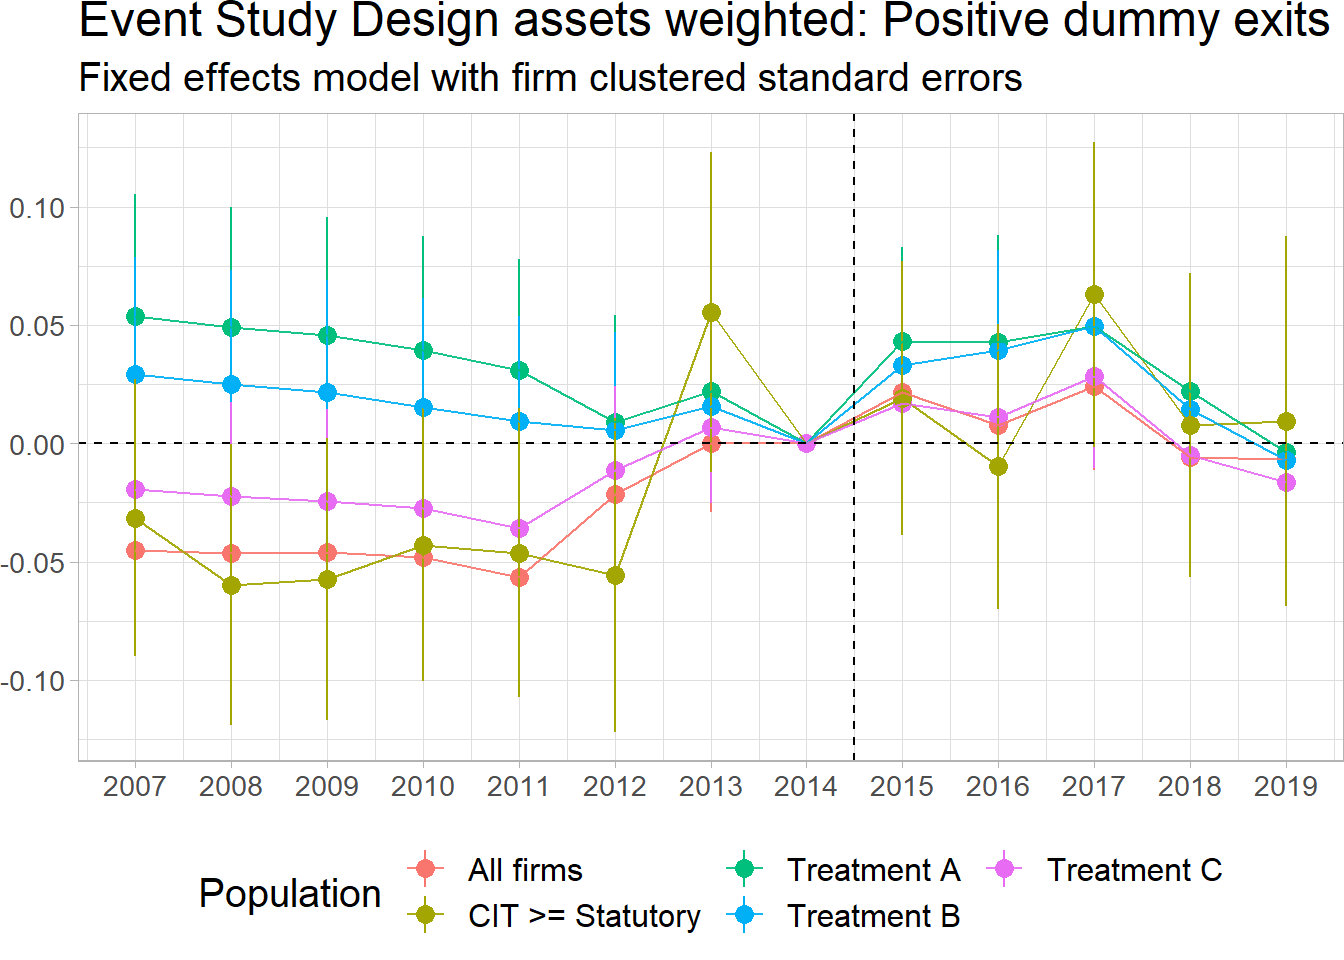 Event Study Design assets weighted: Positive dummy exits
Fixed effects model with firm clustered standard errors
0.10
0.05
0.00
-0.05
-0.10
2007 2008 2009 2010 2011 2012 2013 2014 2015 2016 2017 2018 2019
Population
All firms
CIT >= Statutory
Treatment A
Treatment B
Treatment C